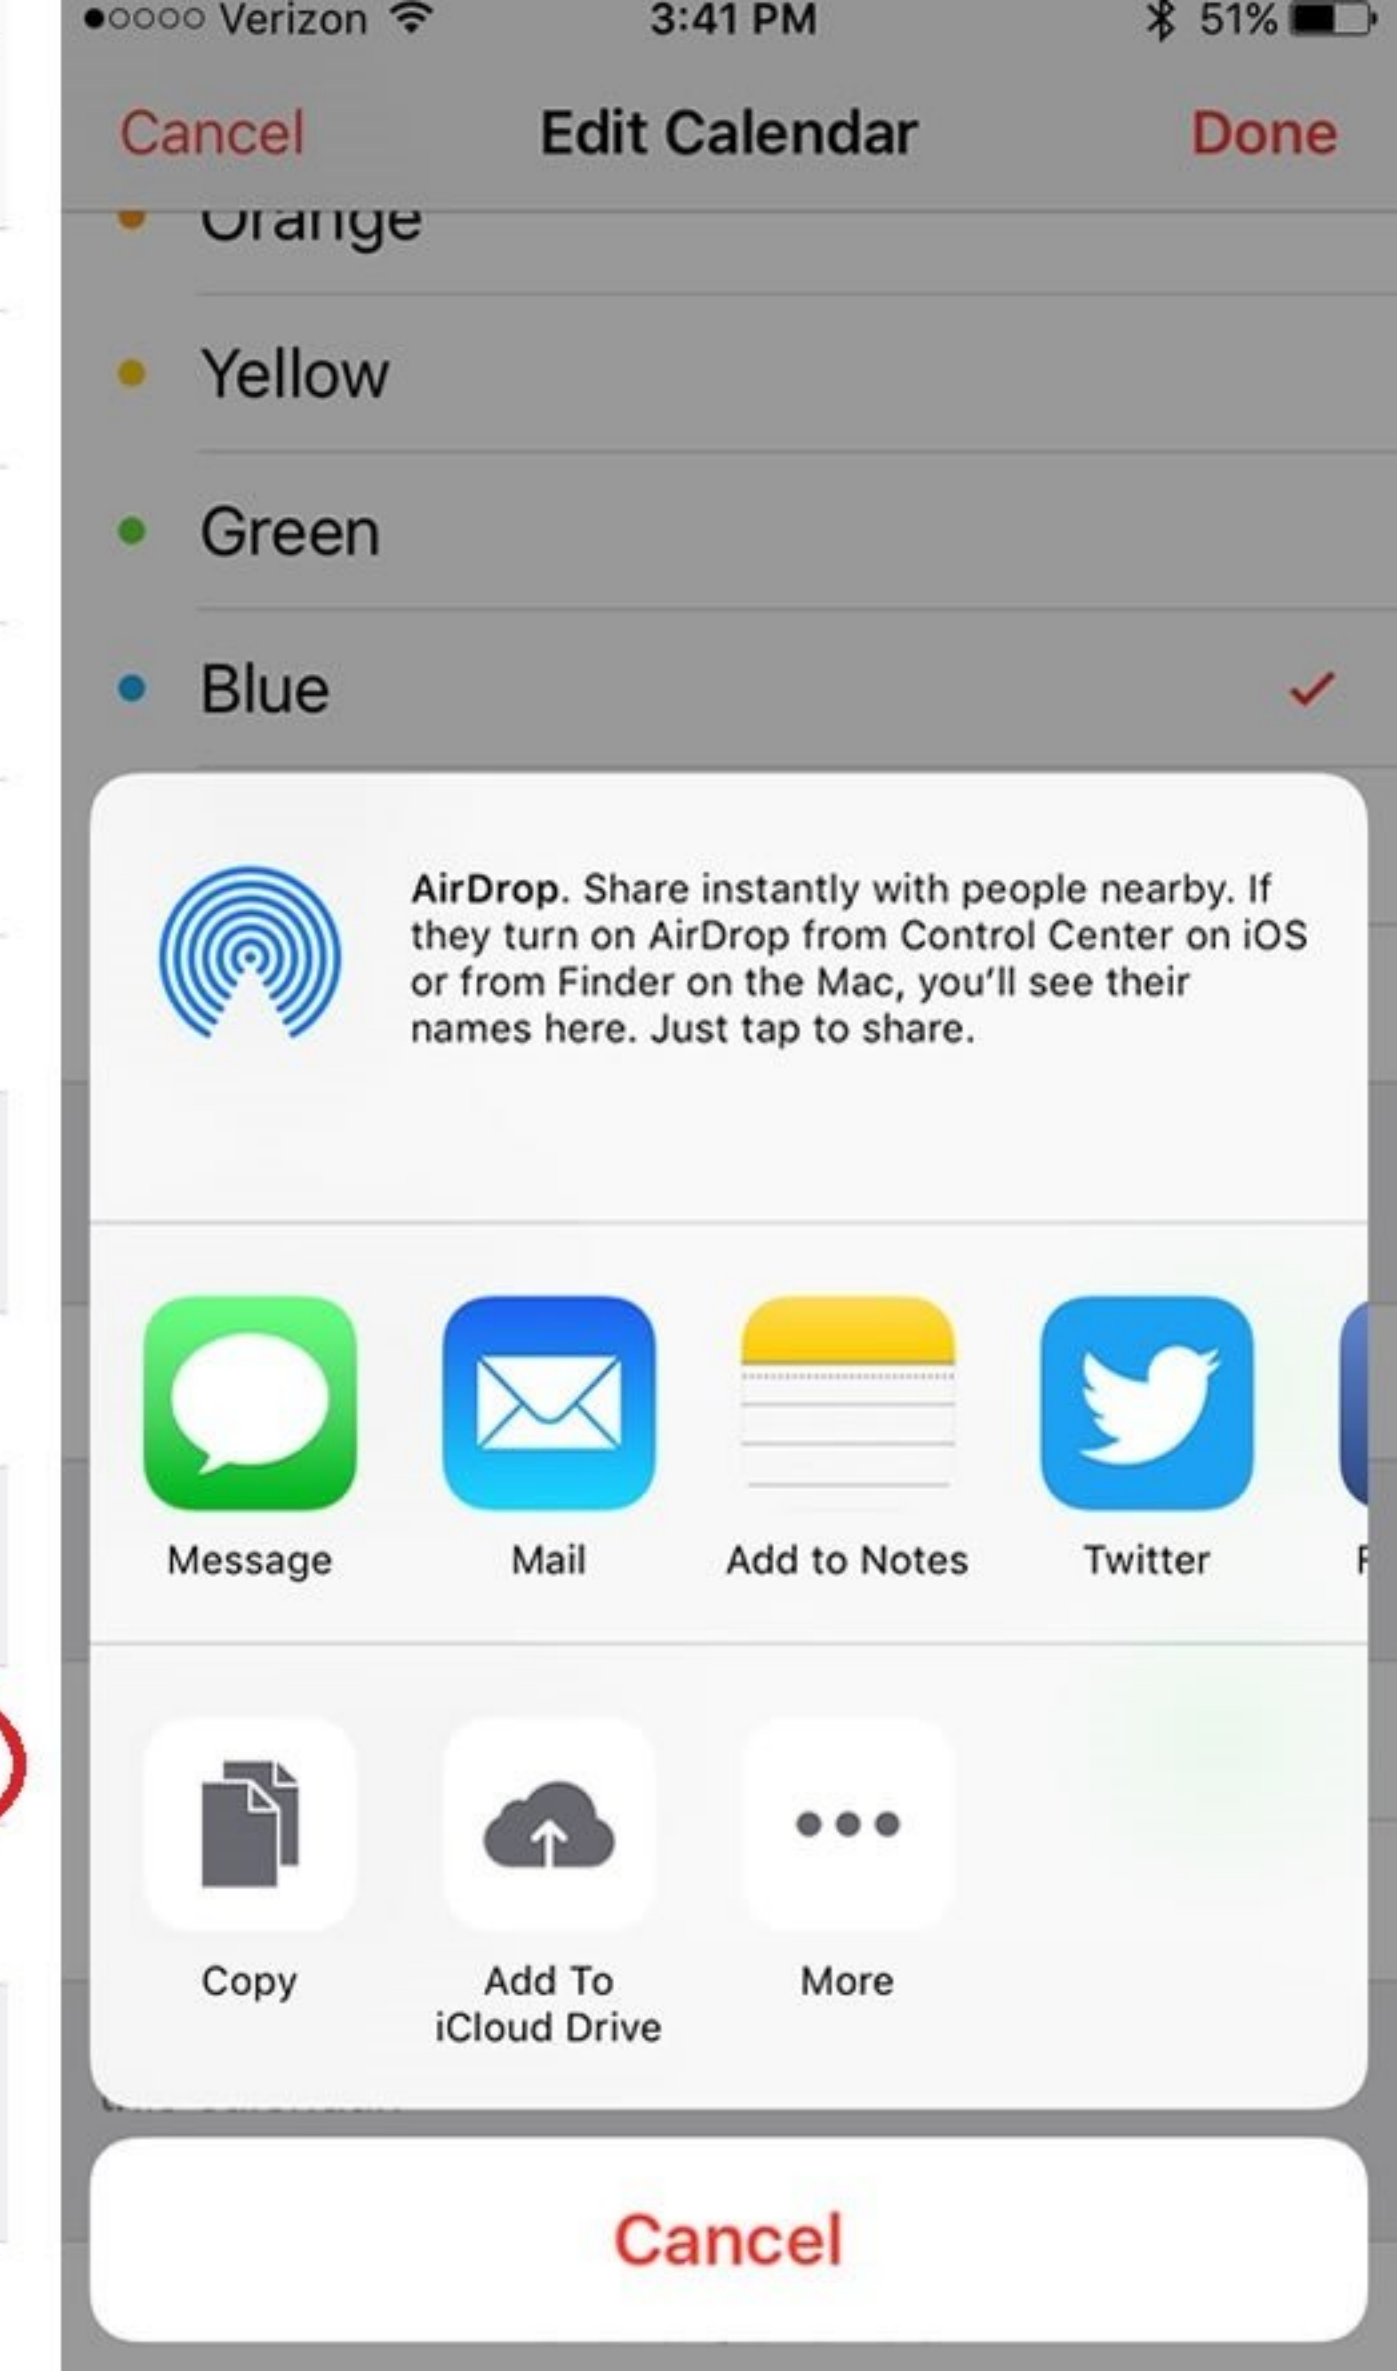 Verizon 3:41 PM 51%
Cancel Edit Calendar Done
Orange
Yellow
Green
Blue
AirDrop. Share instantly with people nearby. If
they turn on AirDrop from Control Center on iOS
or from Finder on the Mac, you'll see their
names here. Just tap to share.
Message Mail Add to Notes Twitter
Copy Add To
iCloud Drive More
Cancel